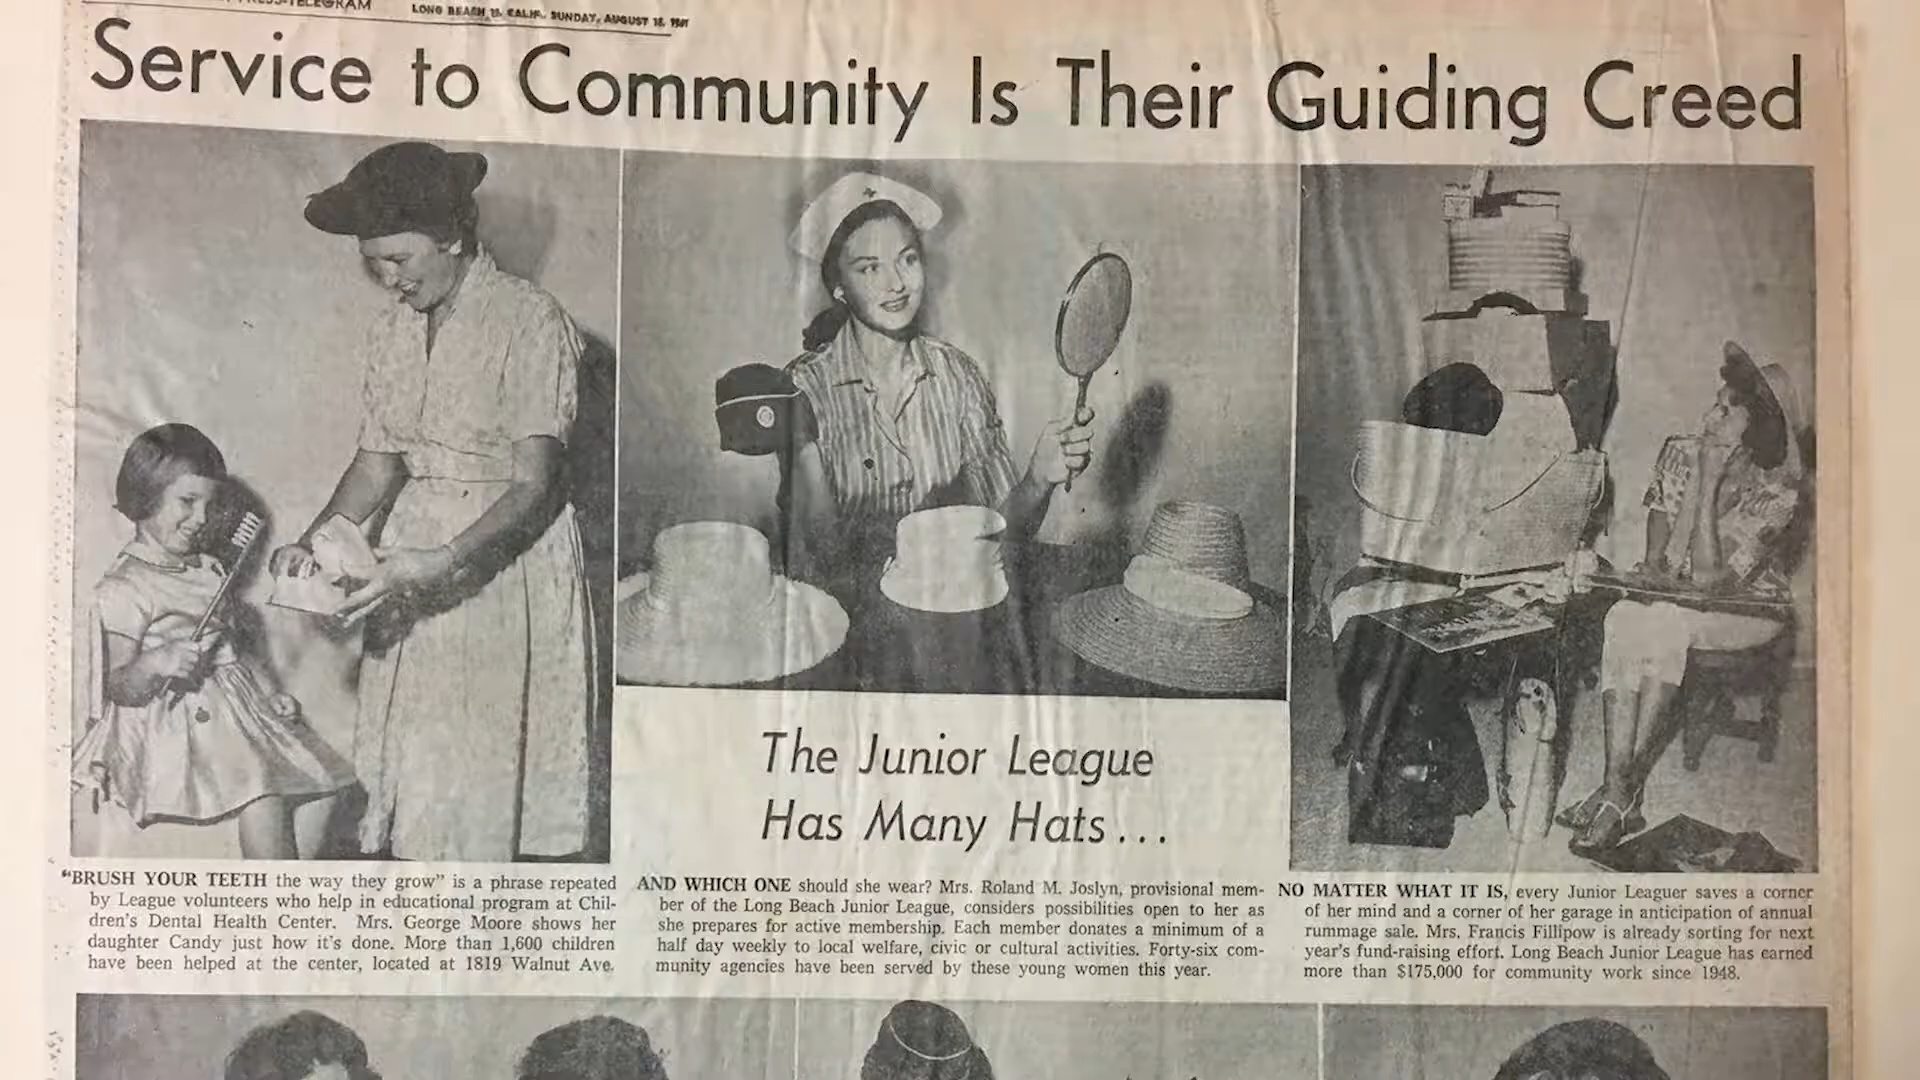 TELEGRAM
LONG BEACH 12, CALIF., SUNDAY, AUGUST 18, 1957
Service to Community Is Their Guiding Creed
The Junior League
Has Many Hats...
"BRUSH YOUR TEETH the way they grow" is a phrase repeated
by League volunteers who help in educational program at Chil-
dren's Dental Health Center. Mrs. George Moore shows her
daughter Candy just how it's done. More than 1,600 children
have been helped at the center, located at 1819 Walnut Ave.
AND WHICH ONE should she wear? Mrs. Roland M. Joslyn, provisional mem-
ber of the Long Beach Junior League, considers possibilities open to her as
she prepares for active membership. Each member donates a minimum of a
half day weekly to local welfare, civic or cultural activities. Forty-six com-
munity agencies have been served by these young women this year.
NO MATTER WHAT IT IS, every Junior Leaguer saves a corner
of her mind and a corner of her garage in anticipation of annual
rummage sale. Mrs. Francis Fillipow is already sorting for next
year's fund-raising effort. Long Beach Junior League has earned
more than $175,000 for community work since 1948.